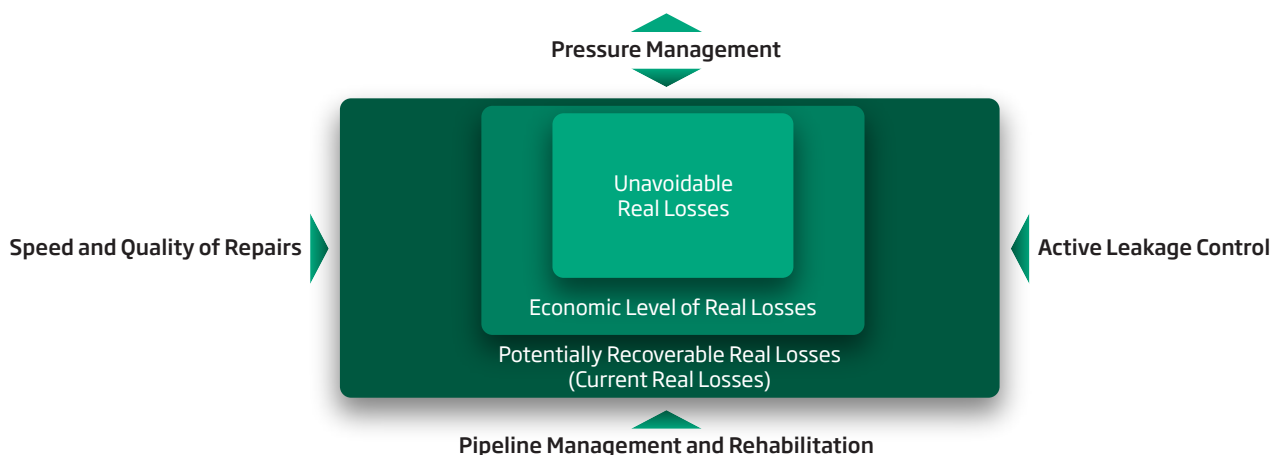 Pressure Management
Unavoidable
Real Losses
Speed and Quality of Repairs
Active Leakage Control
Economic Level of Real Losses
Potentially Recoverable Real Losses
(Current Real Losses)
Pipeline Management and Rehabilitation